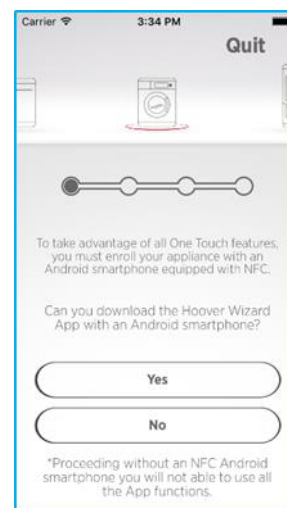 Carrier 3:34 PM
Quit
To take advantage of all One Touch features,
you must enroll your appliance with an
Android smartphone equipped with NFC.
Can you download the Hoover Wizard
App with an Android smartphone?
Yes
No
*Proceeding without an NFC Android
smartphone you will not able to use all
the App functions.